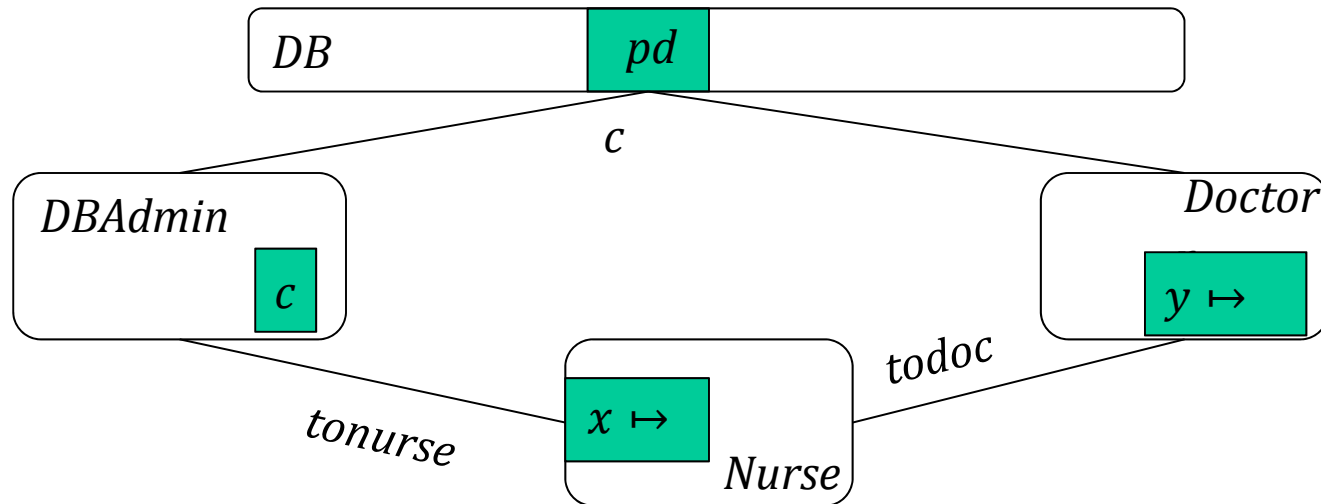 DB
pd
c
DBAdmin
Doctor
c
y ↦
todoc
x ↦
tonurse
Nurse